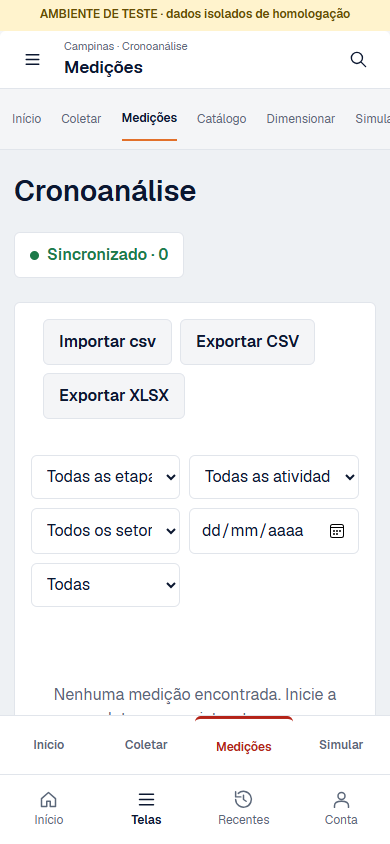 AMBIENTE DE TESTE · dados isolados de homologação
Campinas · Cronoanálise
Medições
Início Coletar Medições Catálogo Dimensionar Simula
Cronoanálise
Sincronizado · 0
Importar csv Exportar CSV
Exportar XLSX
Todas as etapa Todas as atividad
Todos os setor dd/mm/aaaa
Todas
Nenhuma medição encontrada. Inicie a
Início Coletar Medições Simular
Início Telas Recentes Conta